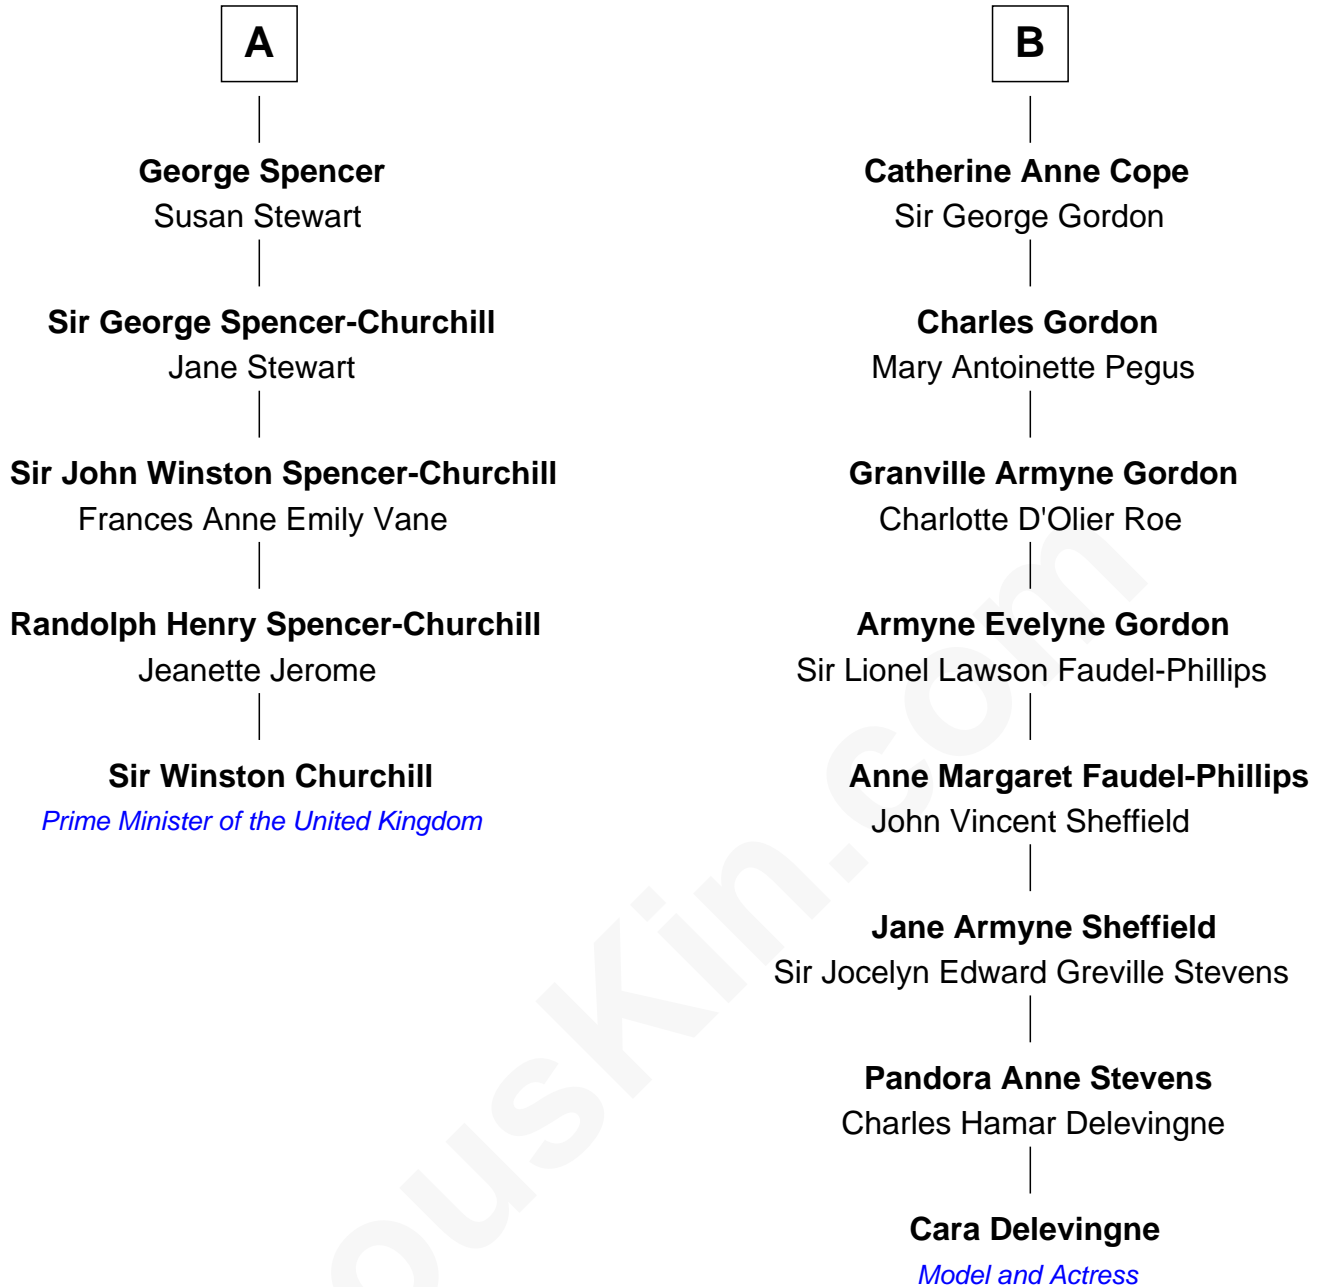 A
George Spencer
Susan Stewart
Sir George Spencer-Churchill
Jane Stewart
Sir John Winston Spencer-Churchill
Frances Anne Emily Vane
Randolph Henry Spencer-Churchill
Jeanette Jerome
Sir Winston Churchill
Prime Minister of the United Kingdom
B
Catherine Anne Cope
Sir George Gordon
Charles Gordon
Mary Antoinette Pegus
Granville Armyne Gordon
Charlotte D'Olier Roe
Armyne Evelyne Gordon
Sir Lionel Lawson Faudel-Phillips
Anne Margaret Faudel-Phillips
John Vincent Sheffield
Jane Armyne Sheffield
Sir Jocelyn Edward Greville Stevens
Pandora Anne Stevens
Charles Hamar Delevingne
Cara Delevingne
Model and Actress
ousKin.com